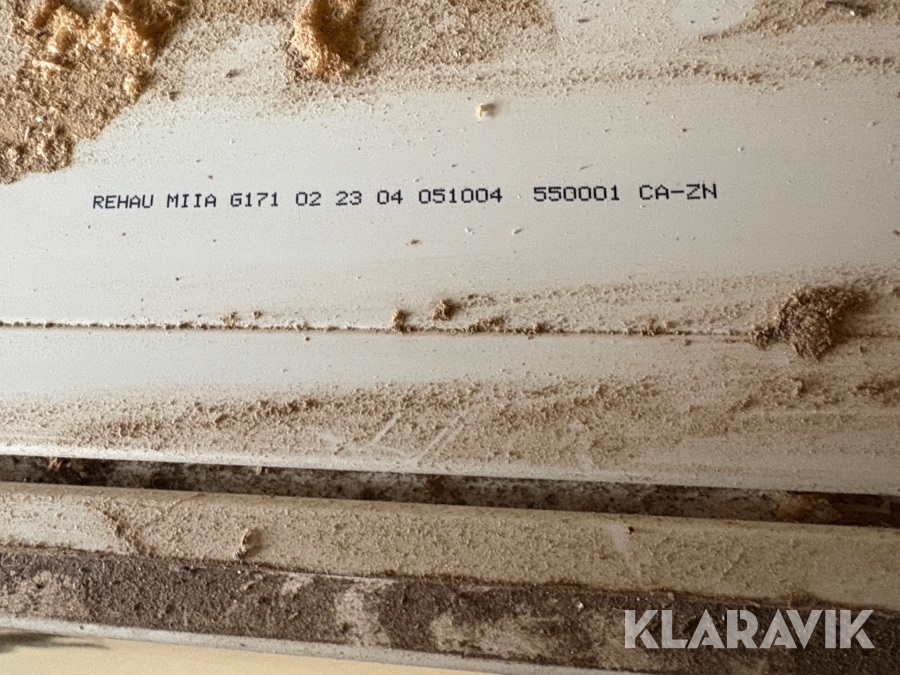 REHAU MIIA G171 02 23 04 051004 550001 CA-ZN
KLARAVIK